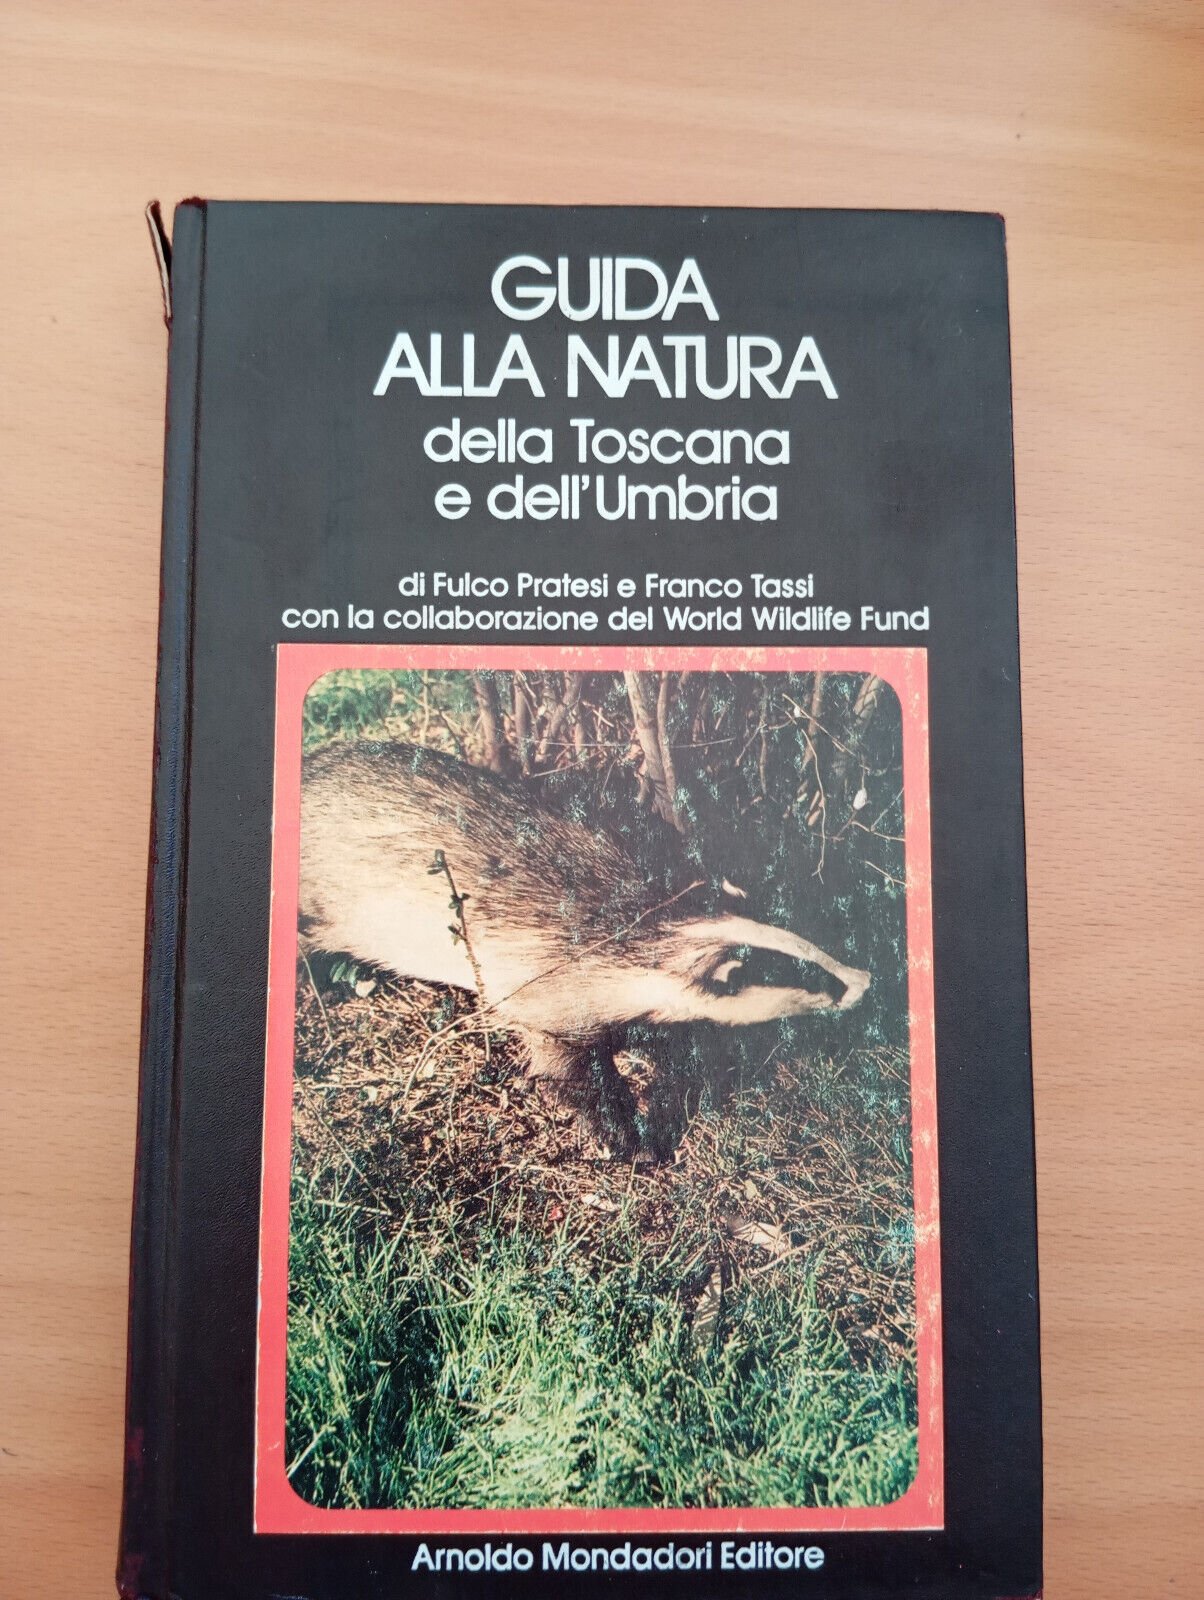 GUIDA
ALLA NATURA
della Toscana
e dell'Umbria
di Fulco Pratesi e Franco Tassi
con la collaborazione del World Wildlife Fund
Arnoldo Mondadori Editore